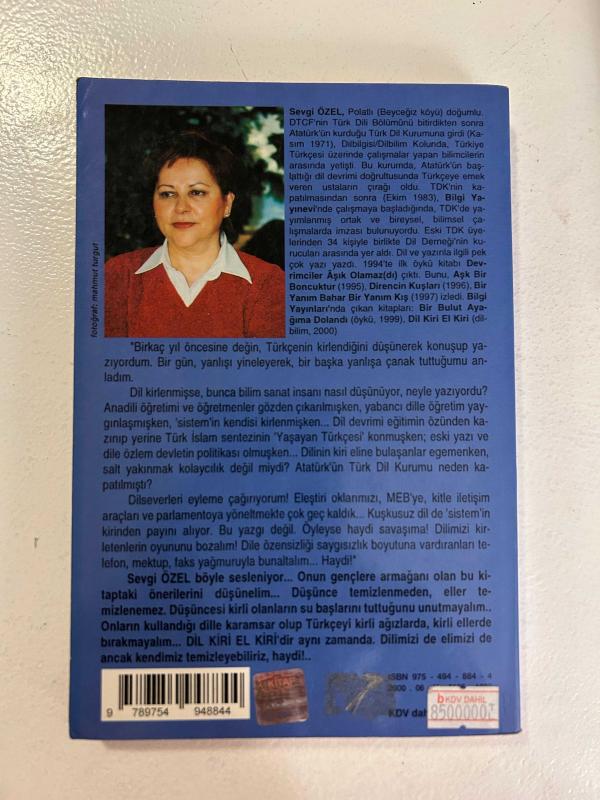 Sevgi ÖZEL, Polatlı (Beyceğiz köyü) doğumlu.
DTCF'nin Türk Dili Bölümünü bitirdikten sonra
Atatürk'ün kurduğu Türk Dil Kurumuna girdi (Ka-
sım 1971), Dilbilgisi/Dilbilim Kolunda, Türkiye
Türkçesi üzerinde çalışmalar yapan bilimcilerin
arasında yetişti. Bu kurumda, Atatürk'ün baş-
lattığı dil devrimi doğrultusunda Türkçeye emek
veren ustaların çırağı oldu. TDK'nin ka-
patılmasından sonra (Ekim 1983), Bilgi Ya-
yınevi'nde çalışmaya başladığında, TDK'de ya-
yımlanmış ortak ve bireysel, bilimsel ça-
lışmalarda imzası bulunuyordu. Eski TDK üye-
lerinden 34 kişiyle birlikte Dil Derneği'nin ku-
rucuları arasında yer aldı. Dil ve yazınla ilgili pek
çok yazı yazdı. 1994'te ilk öykü kitabı Dev-
rimciler Âşık Olamaz(dı) çıktı. Bunu, Aşk Bir
Boncuktur (1995), Direncin Kuşları (1996), Bir
Yanım Bahar Bir Yanım Kış (1997) izledi. Bilgi
Yayınları'nda çıkan kitapları: Bir Bulut Aya-
ğıma Dolandı (öykü, 1999), Dil Kiri El Kiri (dil-
bilim, 2000)
fotoğraf: mahmut turgut
"Birkaç yıl öncesine değin, Türkçenin kirlendiğini düşünerek konuşup ya-
zıyordum. Bir gün, yanlışı yineleyerek, bir başka yanlışa çanak tuttuğumu an-
ladım.
Dil kirlenmişse, bunca bilim sanat insanı nasıl düşünüyor, neyle yazıyordu?
Anadili öğretimi ve öğretmenler gözden çıkarılmışken, yabancı dille öğretim yay-
gınlaşmışken, 'sistem'in kendisi kirlenmişken... Dil devrimi eğitimin özünden ka-
zınıp yerine Türk İslam sentezinin 'Yaşayan Türkçesi' konmuşken; eski yazı ve
dile özlem devletin politikası olmuşken... Dilinin kiri eline bulaşanlar egemenken,
salt yakınmak kolaycılık değil miydi? Atatürk'ün Türk Dil Kurumu neden ka-
patılmıştı?
Dilseverleri eyleme çağırıyorum! Eleştiri oklarımızı, MEB'ye, kitle iletişim
araçları ve parlamentoya yöneltmekte çok geç kaldık... Kuşkusuz dil de 'sistem'in
kirinden payını alıyor. Bu yazgı değil. Öyleyse haydi savaşıma! Dilimizi kir-
letenlerin oyununu bozalım! Dile özensizliği saygısızlık boyutuna vardıranları te-
lefon, mektup, faks yağmuruyla bunaltalım... Haydi!"
Sevgi ÖZEL böyle sesleniyor... Onun gençlere armağanı olan bu ki-
taptaki önerilerini düşünelim... Düşünce temizlenmeden, eller te-
mizlenemez. Düşüncesi kirli olanların su başlarını tuttuğunu unutmayalım..
Onların kullandığı dille karamsar olup Türkçeyi kirli ağızlarda, kirli ellerde
bırakmayalım... DİL KİRİ EL KİRİ'dir aynı zamanda. Dilimizi de elimizi de
ancak kendimiz temizleyebiliriz, haydi!..
ISBN 975 - 494 - 884 - 4
2000 . 06
KDV dah
bKDV DAHİL
8500000
9 789754 948844
KİTAP